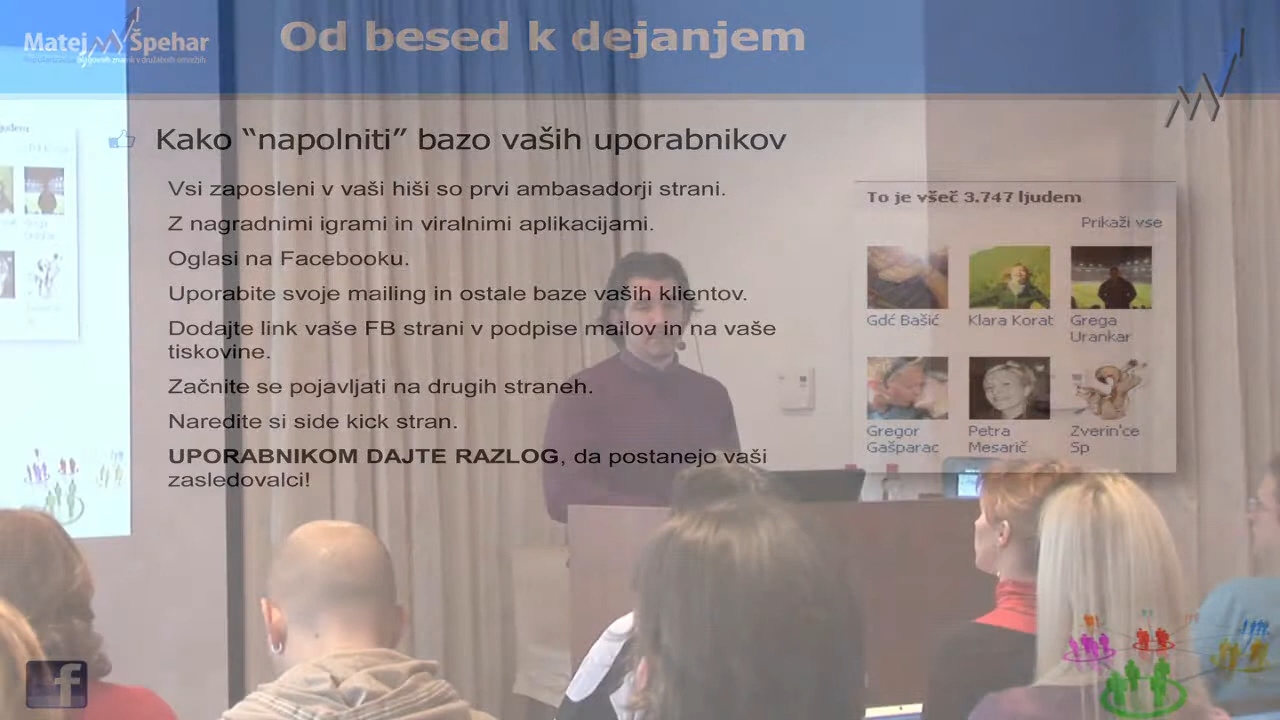 Matej Špehar
Od besed k dejanjem
Kako “napolniti” bazo vaših uporabnikov
Vsi zaposleni v vaši hiši so prvi ambasadorji strani.
Z nagradnimi igrami in viralnimi aplikacijami.
Oglasi na Facebooku.
Uporabite svoje mailing in ostale baze vaših klientov.
Dodajte link vaše FB strani v podpise mailov in na vaše
tiskovine.
Začnite se pojavljati na drugih straneh.
Naredite si side kick stran.
UPORABNIKOM DAJTE RAZLOG, da postanejo vaši
zasledovalci!
To je všeč 3.747 ljudem
Prikaži vse
Gdć Bašić
Klara Korat
Grega
Urankar
Gregor
Gašparac
Petra
Mesarič
Zverin'ce
Sp
f